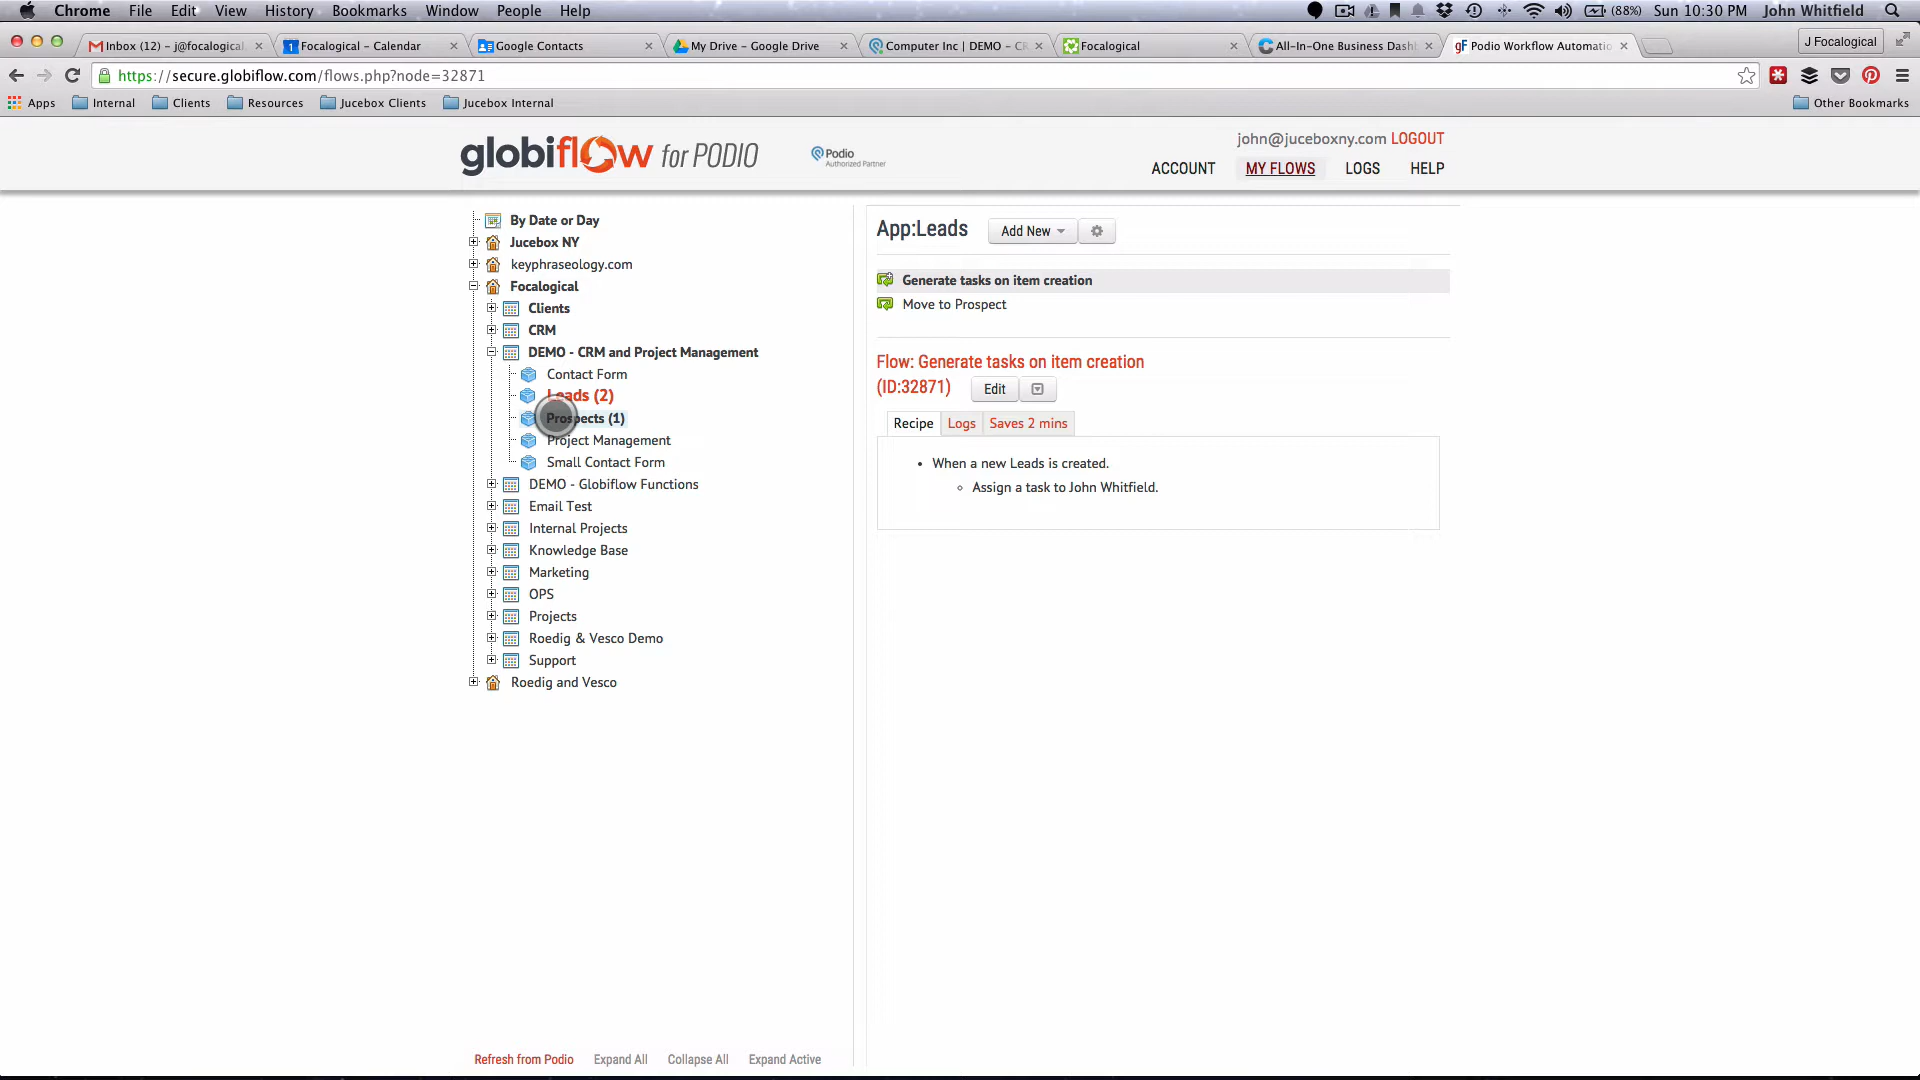 Chrome File Edit View History Bookmarks Window People Help (88%) Sun 10:30 PM John Whitfield
Inbox (12) - j@focalogical Focalogical - Calendar Google Contacts My Drive - Google Drive Computer Inc | DEMO - CR Focalogical All-In-One Business Dash gF Podio Workflow Automatio J Focalogical
https://secure.globiflow.com/flows.php?node=32871
Apps Internal Clients Resources Jucebox Clients Jucebox Internal Other Bookmarks
globiflow for PODIO
Podio
Authorized Partner
john@juceboxny.com LOGOUT
ACCOUNT MY FLOWS LOGS HELP
By Date or Day
Jucebox NY
keyphraseology.com
Focalogical
Clients
CRM
DEMO - CRM and Project Management
Contact Form
Leads (2)
Prospects (1)
Project Management
Small Contact Form
DEMO - Globiflow Functions
Email Test
Internal Projects
Knowledge Base
Marketing
OPS
Projects
Roedig & Vesco Demo
Support
Roedig and Vesco
Refresh from Podio Expand All Collapse All Expand Active
App:Leads Add New
Generate tasks on item creation
Move to Prospect
Flow: Generate tasks on item creation
(ID:32871) Edit
Recipe Logs Saves 2 mins
• When a new Leads is created.
◦ Assign a task to John Whitfield.